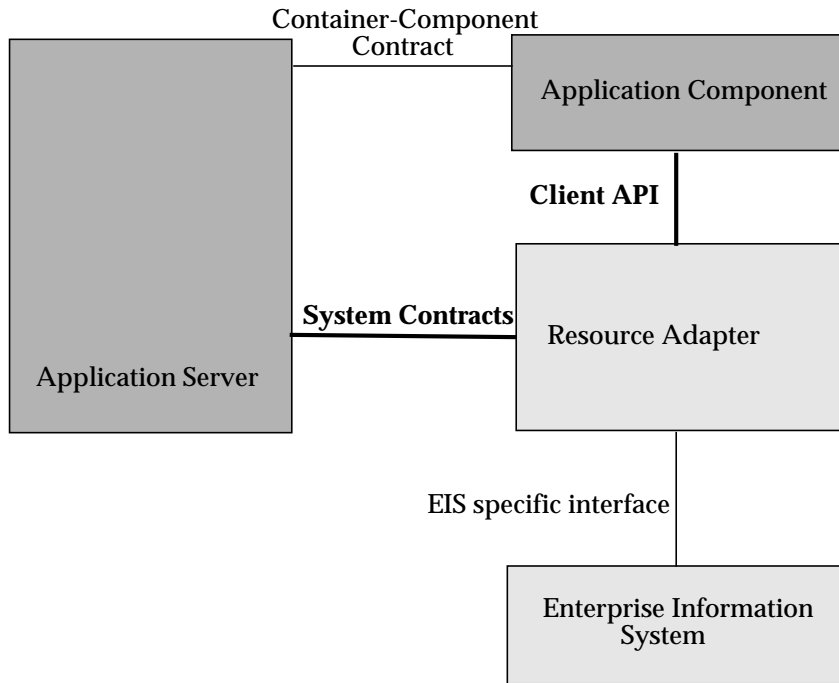 Container-Component
Contract
Application Component
Client API
System Contracts
Resource Adapter
Application Server
EIS specific interface
Enterprise Information
System